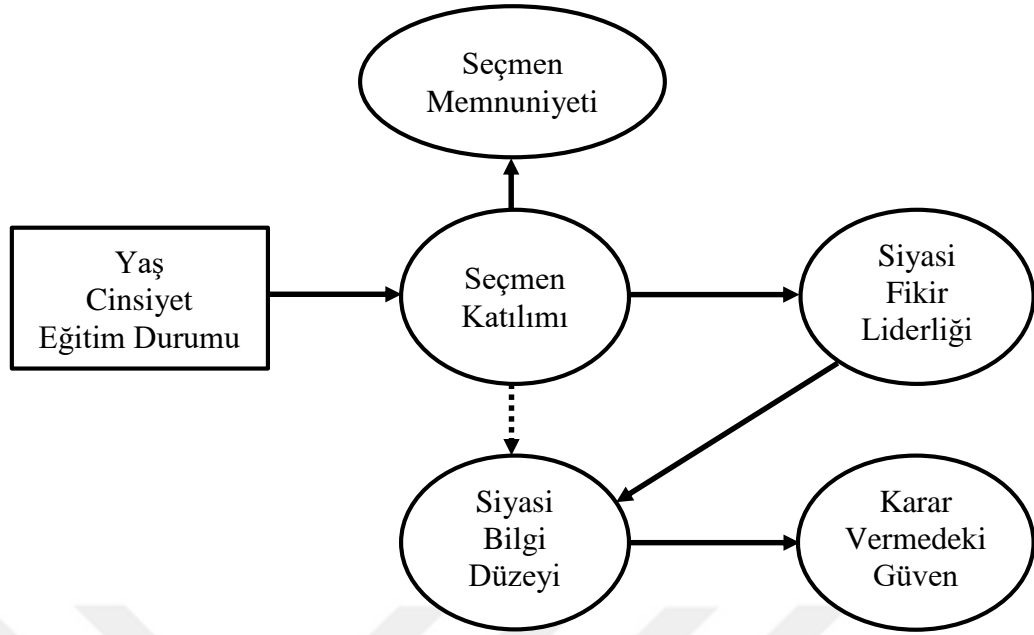 Seçmen
Memnuniyeti
Yaş
Cinsiyet
Eğitim Durumu
Seçmen
Katılımı
Siyasi
Fikir
Liderliği
Siyasi
Bilgi
Düzeyi
Karar
Vermedeki
Güven